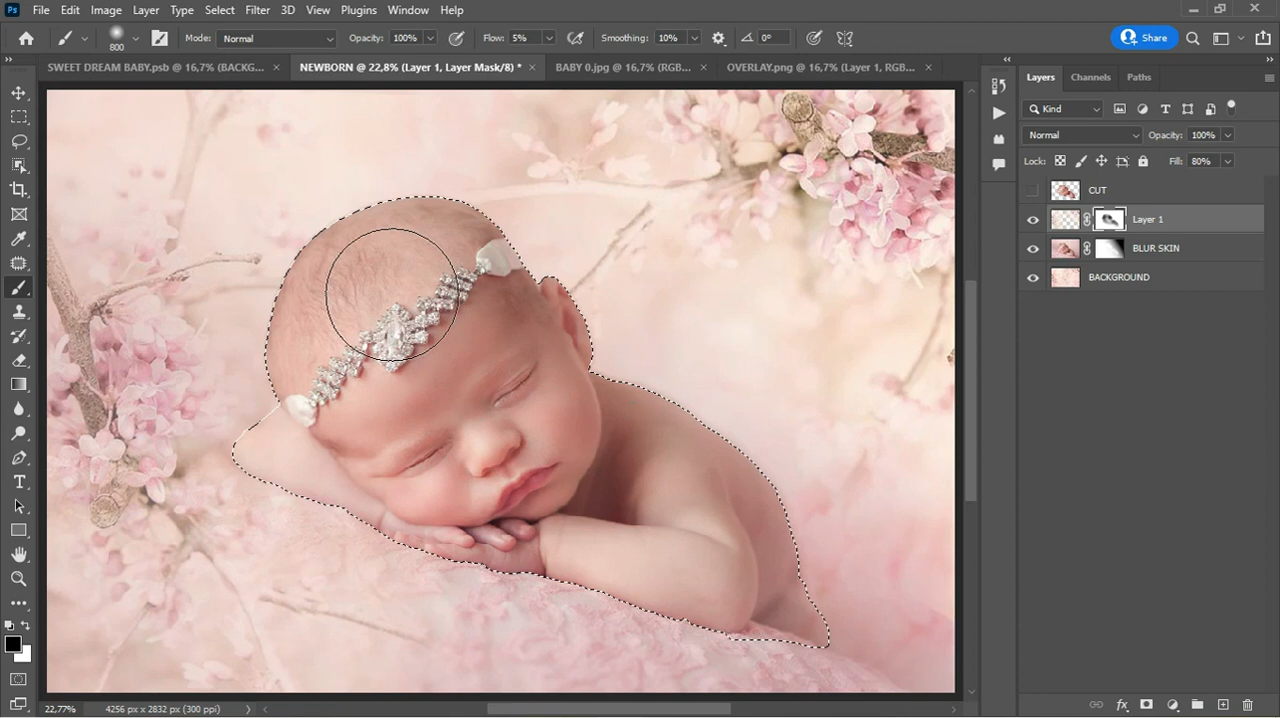 Ps File Edit Image Layer Type Select Filter 3D View Plugins Window Help
800 Mode: Normal Opacity: 100% Flow: 5% Smoothing: 10% 0° Share
SWEET DREAM BABY.psb @ 16,7% (BACKG... × NEWBORN @ 22,8% (Layer 1, Layer Mask/8) * × BABY 0.jpg @ 16,7% (RGB... × OVERLAY.png @ 16,7% (Layer 1, RGB... ×
Layers Channels Paths
Kind
Normal Opacity: 100%
Lock: Fill: 80%
CUT
Layer 1
BLUR SKIN
BACKGROUND
22,77% 4256 px x 2832 px (300 ppi)